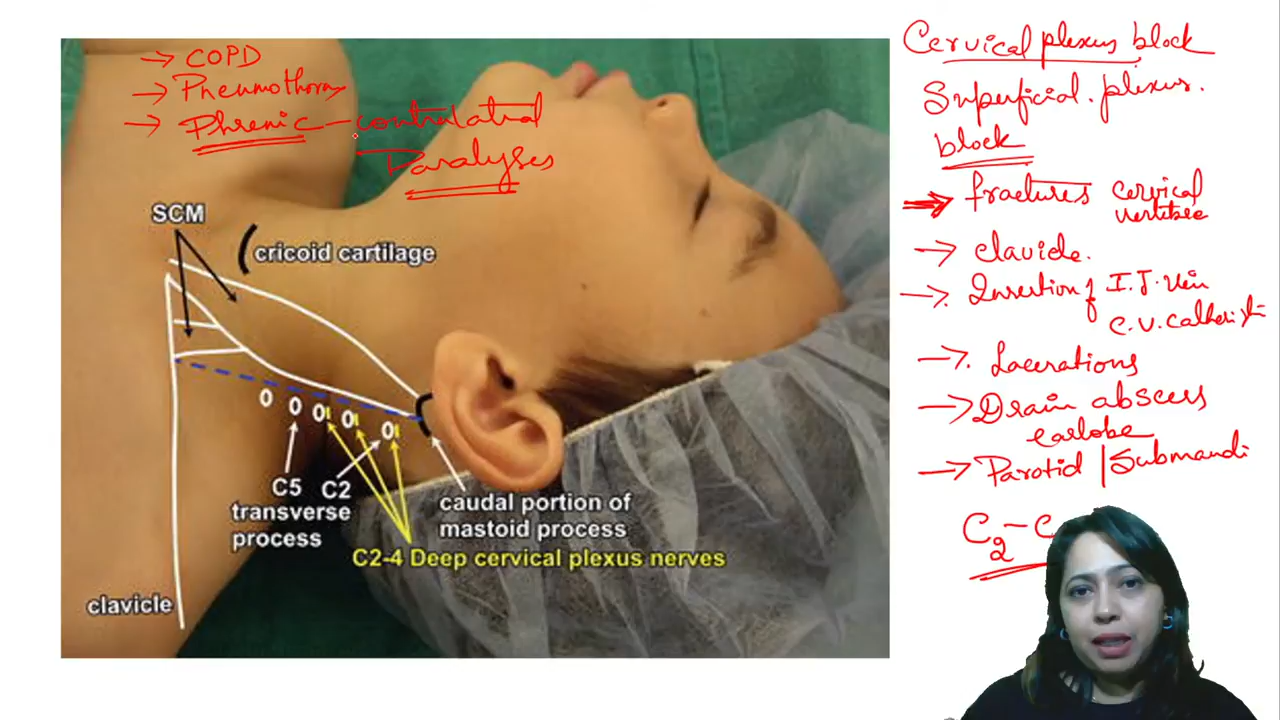 → COPD
→ Pneumothorax
→ Phrenic - contralateral
Paralyses
SCM
cricoid cartilage
C5 C2
transverse
process
caudal portion of
mastoid process
C2-4 Deep cervical plexus nerves
clavicle
Cervical plexus block
Superficial plexus.
block
→ fractures cervical
→ clavicle.
→ Insertion of I.J. Vein
→ Lacerations
→ Drain abscess
earlobe
→ Parotid / Submandi
C2 - C